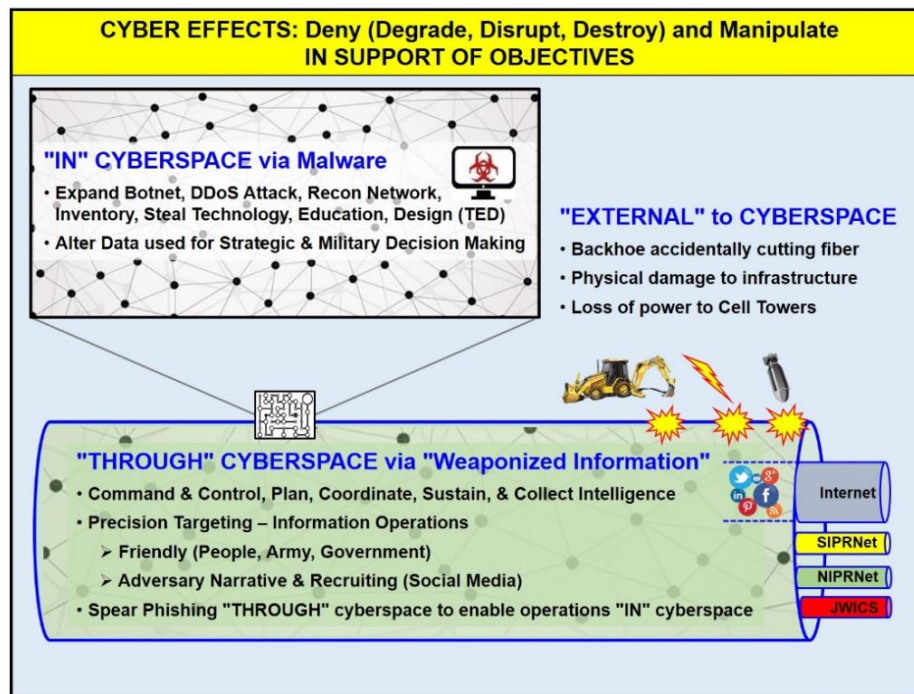 CYBER EFFECTS: Deny (Degrade, Disrupt, Destroy) and Manipulate
IN SUPPORT OF OBJECTIVES
"IN" CYBERSPACE via Malware
• Expand Botnet, DDoS Attack, Recon Network,
Inventory, Steal Technology, Education, Design (TED)
• Alter Data used for Strategic & Military Decision Making
"EXTERNAL" to CYBERSPACE
• Backhoe accidentally cutting fiber
• Physical damage to infrastructure
• Loss of power to Cell Towers
"THROUGH" CYBERSPACE via "Weaponized Information"
• Command & Control, Plan, Coordinate, Sustain, & Collect Intelligence
• Precision Targeting – Information Operations
➢ Friendly (People, Army, Government)
➢ Adversary Narrative & Recruiting (Social Media)
• Spear Phishing "THROUGH" cyberspace to enable operations "IN" cyberspace
g+
in
f
Internet
SIPRNet
NIPRNet
JWICS